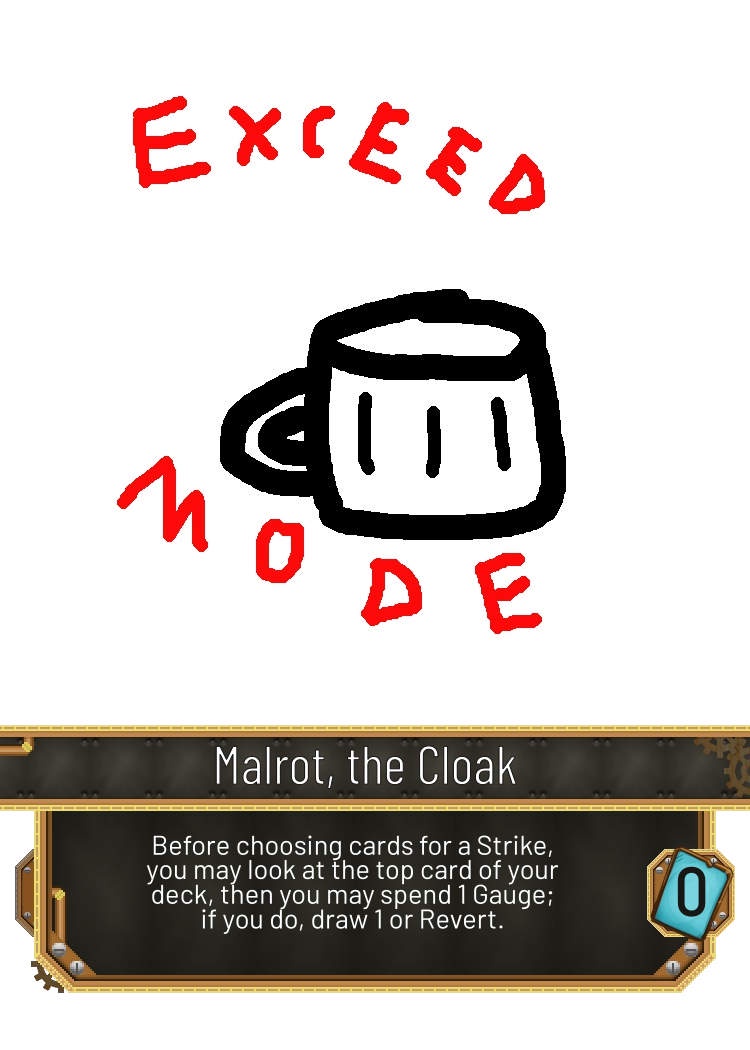 EXCEED
MODE
Malrot, the Cloak
Before choosing cards for a Strike,
you may look at the top card of your
deck, then you may spend 1 Gauge;
if you do, draw 1 or Revert.
0